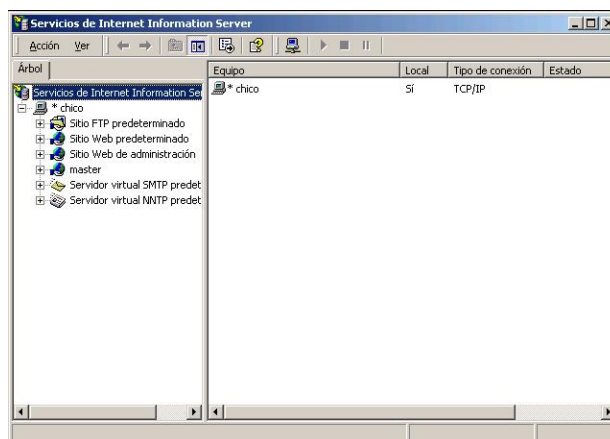 Servicios de Internet Information Server
Acción Ver
Árbol
Equipo Local Tipo de conexión Estado
Servicios de Internet Information Se
* chico Sí TCP/IP
* chico
Sitio FTP predeterminado
Sitio Web predeterminado
Sitio Web de administración
master
Servidor virtual SMTP predet
Servidor virtual NNTP predet